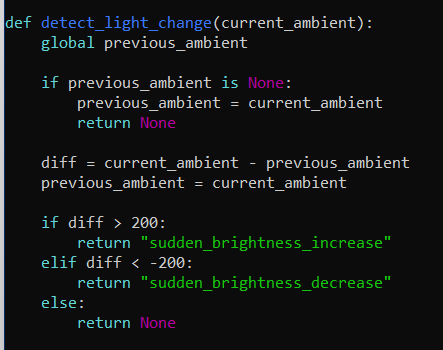 def detect_light_change(current_ambient):
    global previous_ambient

    if previous_ambient is None:
        previous_ambient = current_ambient
        return None

    diff = current_ambient - previous_ambient
    previous_ambient = current_ambient

    if diff > 200:
        return "sudden_brightness_increase"
    elif diff < -200:
        return "sudden_brightness_decrease"
    else:
        return None